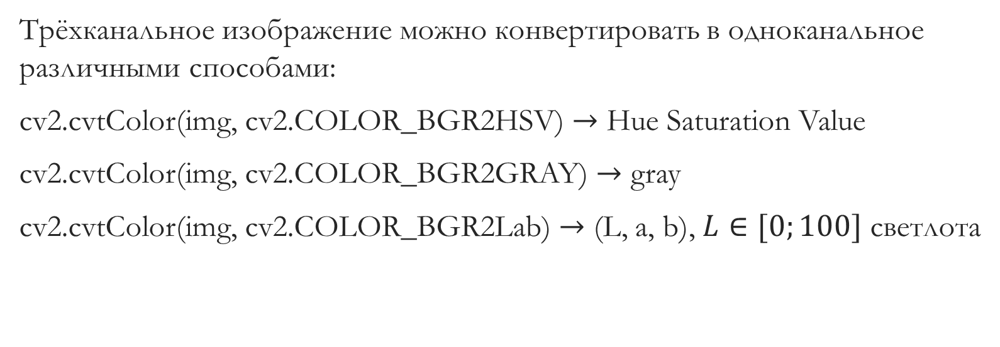 Трёхканальное изображение можно конвертировать в одноканальное
различными способами:
cv2.cvtColor(img, cv2.COLOR_BGR2HSV) → Hue Saturation Value
cv2.cvtColor(img, cv2.COLOR_BGR2GRAY) → gray
cv2.cvtColor(img, cv2.COLOR_BGR2Lab) → (L, a, b), L ∈ [0; 100] светлота